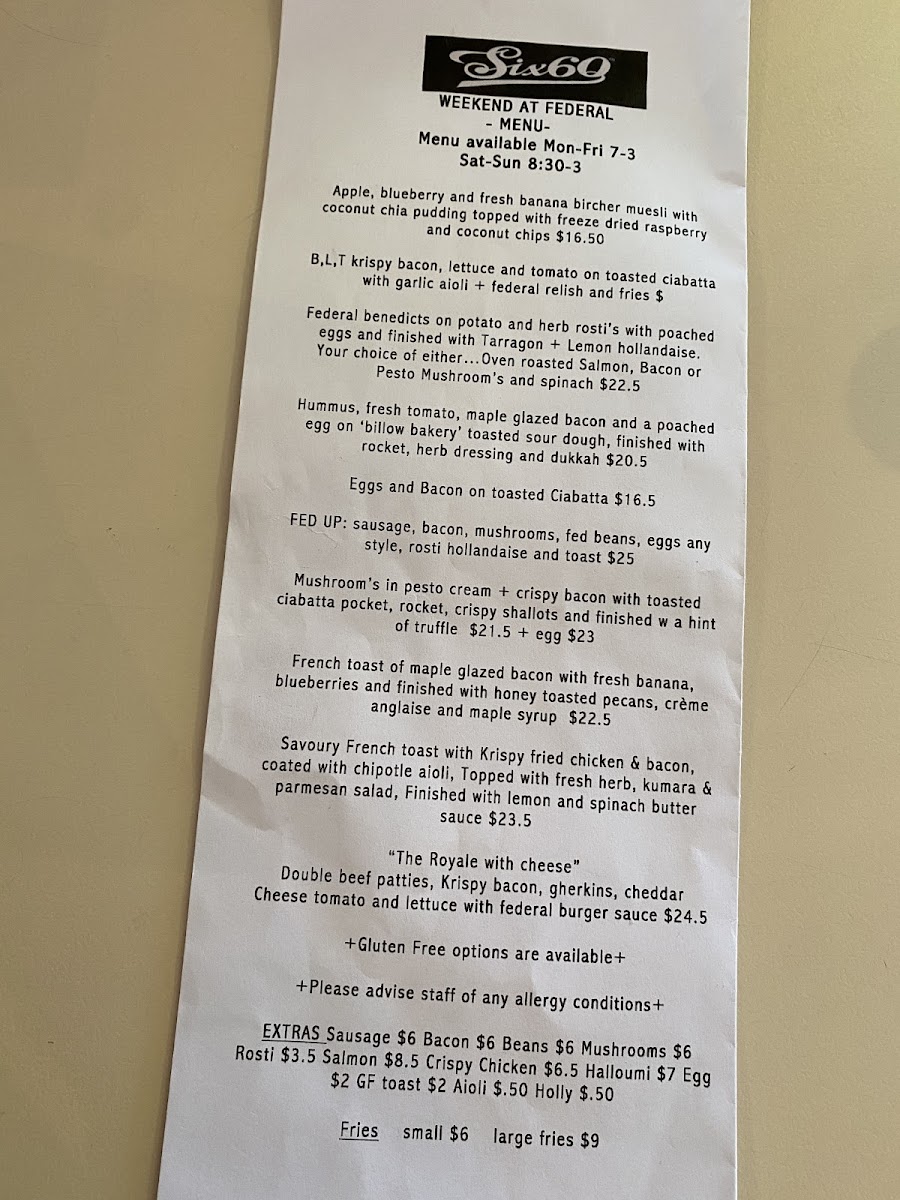 Six60
WEEKEND AT FEDERAL
- MENU-
Menu available Mon-Fri 7-3
Sat-Sun 8:30-3
Apple, blueberry and fresh banana bircher muesli with
coconut chia pudding topped with freeze dried raspberry
and coconut chips $16.50
B,L,T krispy bacon, lettuce and tomato on toasted ciabatta
with garlic aioli + federal relish and fries $
Federal benedicts on potato and herb rosti's with poached
eggs and finished with Tarragon + Lemon hollandaise.
Your choice of either...Oven roasted Salmon, Bacon or
Pesto Mushroom's and spinach $22.5
Hummus, fresh tomato, maple glazed bacon and a poached
egg on 'billow bakery' toasted sour dough, finished with
rocket, herb dressing and dukkah $20.5
Eggs and Bacon on toasted Ciabatta $16.5
FED UP: sausage, bacon, mushrooms, fed beans, eggs any
style, rosti hollandaise and toast $25
Mushroom's in pesto cream + crispy bacon with toasted
ciabatta pocket, rocket, crispy shallots and finished w a hint
of truffle $21.5 + egg $23
French toast of maple glazed bacon with fresh banana,
blueberries and finished with honey toasted pecans, crème
anglaise and maple syrup $22.5
Savoury French toast with Krispy fried chicken & bacon,
coated with chipotle aioli, Topped with fresh herb, kumara &
parmesan salad, Finished with lemon and spinach butter
sauce $23.5
"The Royale with cheese"
Double beef patties, Krispy bacon, gherkins, cheddar
Cheese tomato and lettuce with federal burger sauce $24.5
+Gluten Free options are available+
+Please advise staff of any allergy conditions+
EXTRAS Sausage $6 Bacon $6 Beans $6 Mushrooms $6
Rosti $3.5 Salmon $8.5 Crispy Chicken $6.5 Halloumi $7 Egg
$2 GF toast $2 Aioli $.50 Holly $.50
Fries small $6 large fries $9